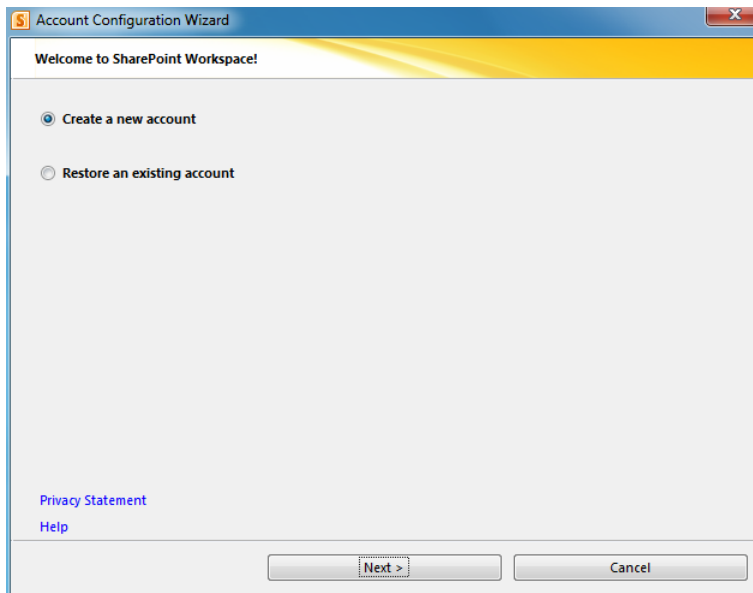 Account Configuration Wizard
Welcome to SharePoint Workspace!
Create a new account
Restore an existing account
Privacy Statement
Help
Next >
Cancel